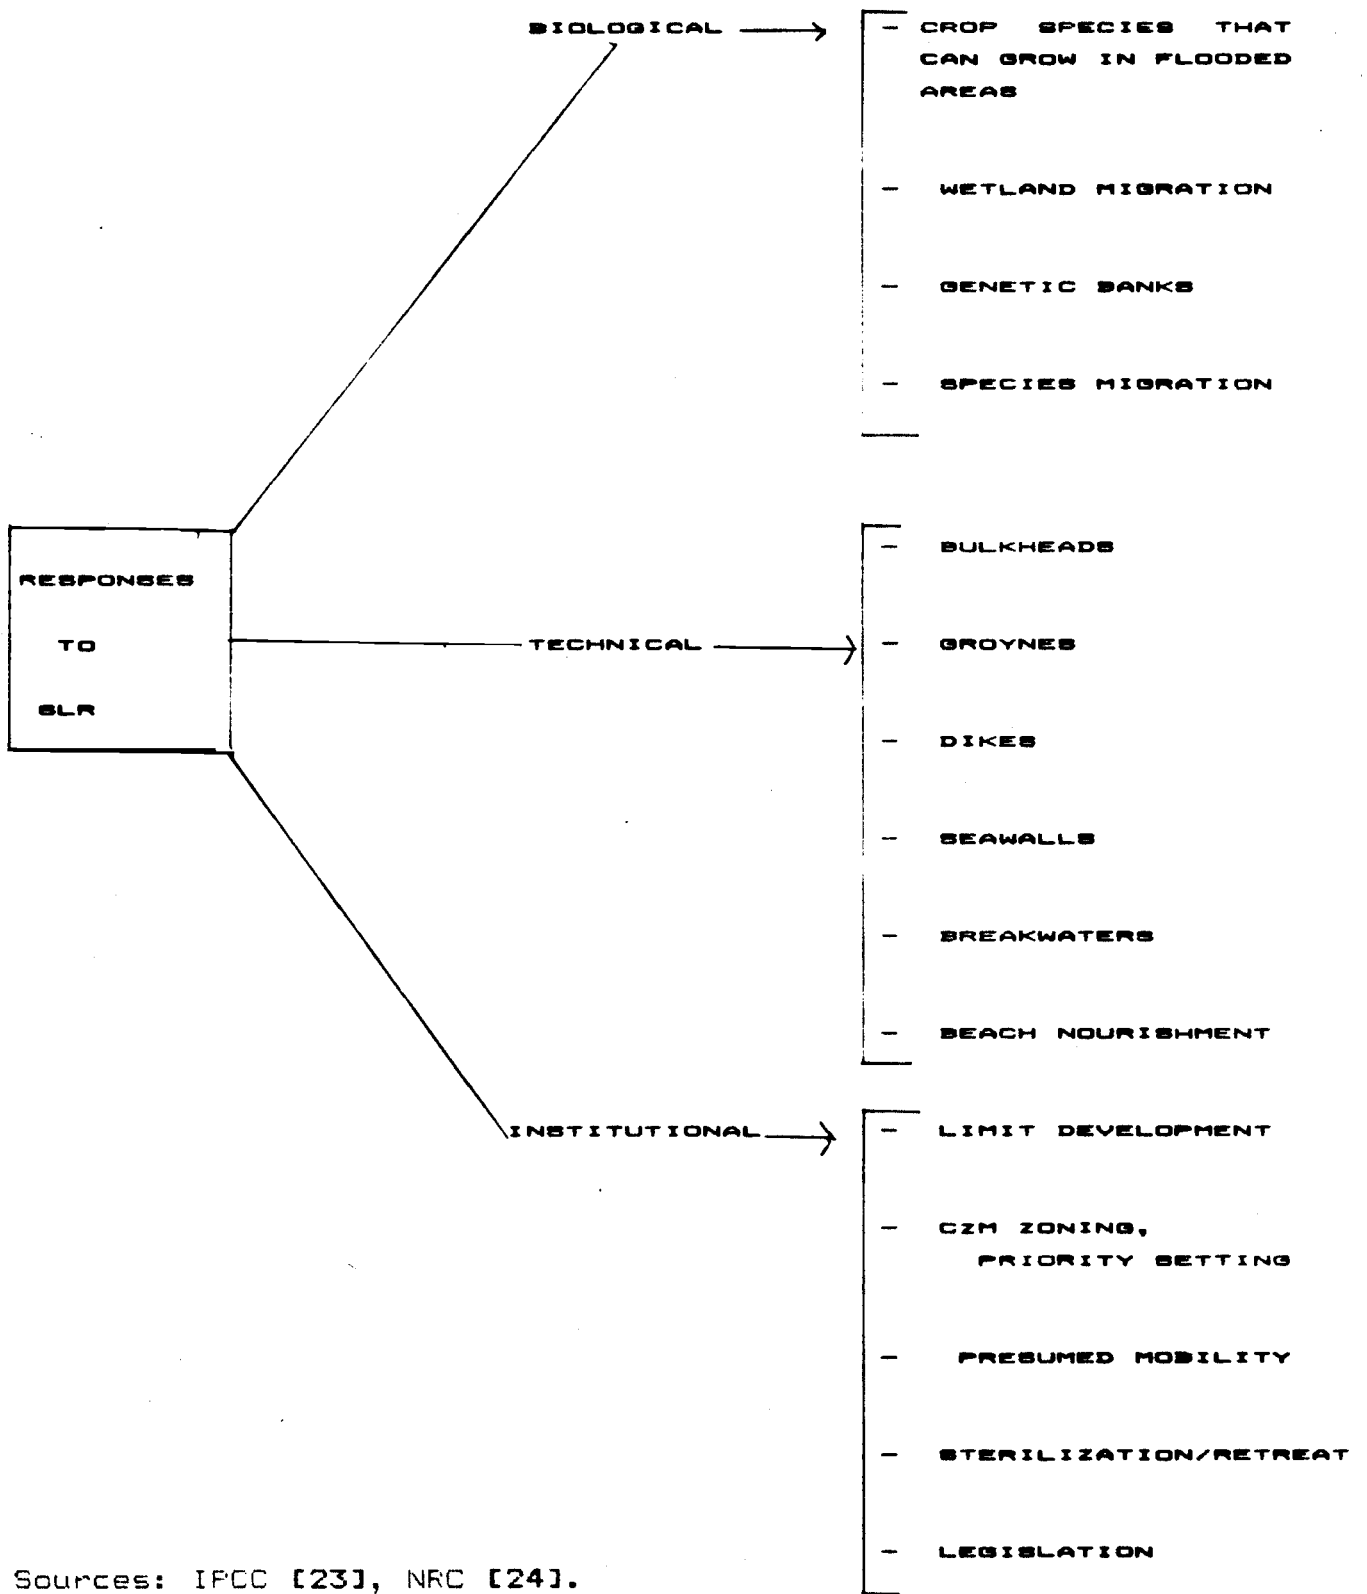 BIOLOGICAL
- CROP SPECIES THAT
CAN GROW IN FLOODED
AREAS
- WETLAND MIGRATION
- GENETIC BANKS
- SPECIES MIGRATION
RESPONSES
TO
SLR
TECHNICAL
- BULKHEADS
- GROYNES
- DIKES
- SEAWALLS
- BREAKWATERS
- BEACH NOURISHMENT
INSTITUTIONAL
- LIMIT DEVELOPMENT
- CZM ZONING,
PRIORITY SETTING
- PRESUMED MOBILITY
- STERILIZATION/RETREAT
- LEGISLATION
Sources: IPCC [23], NRC [24].